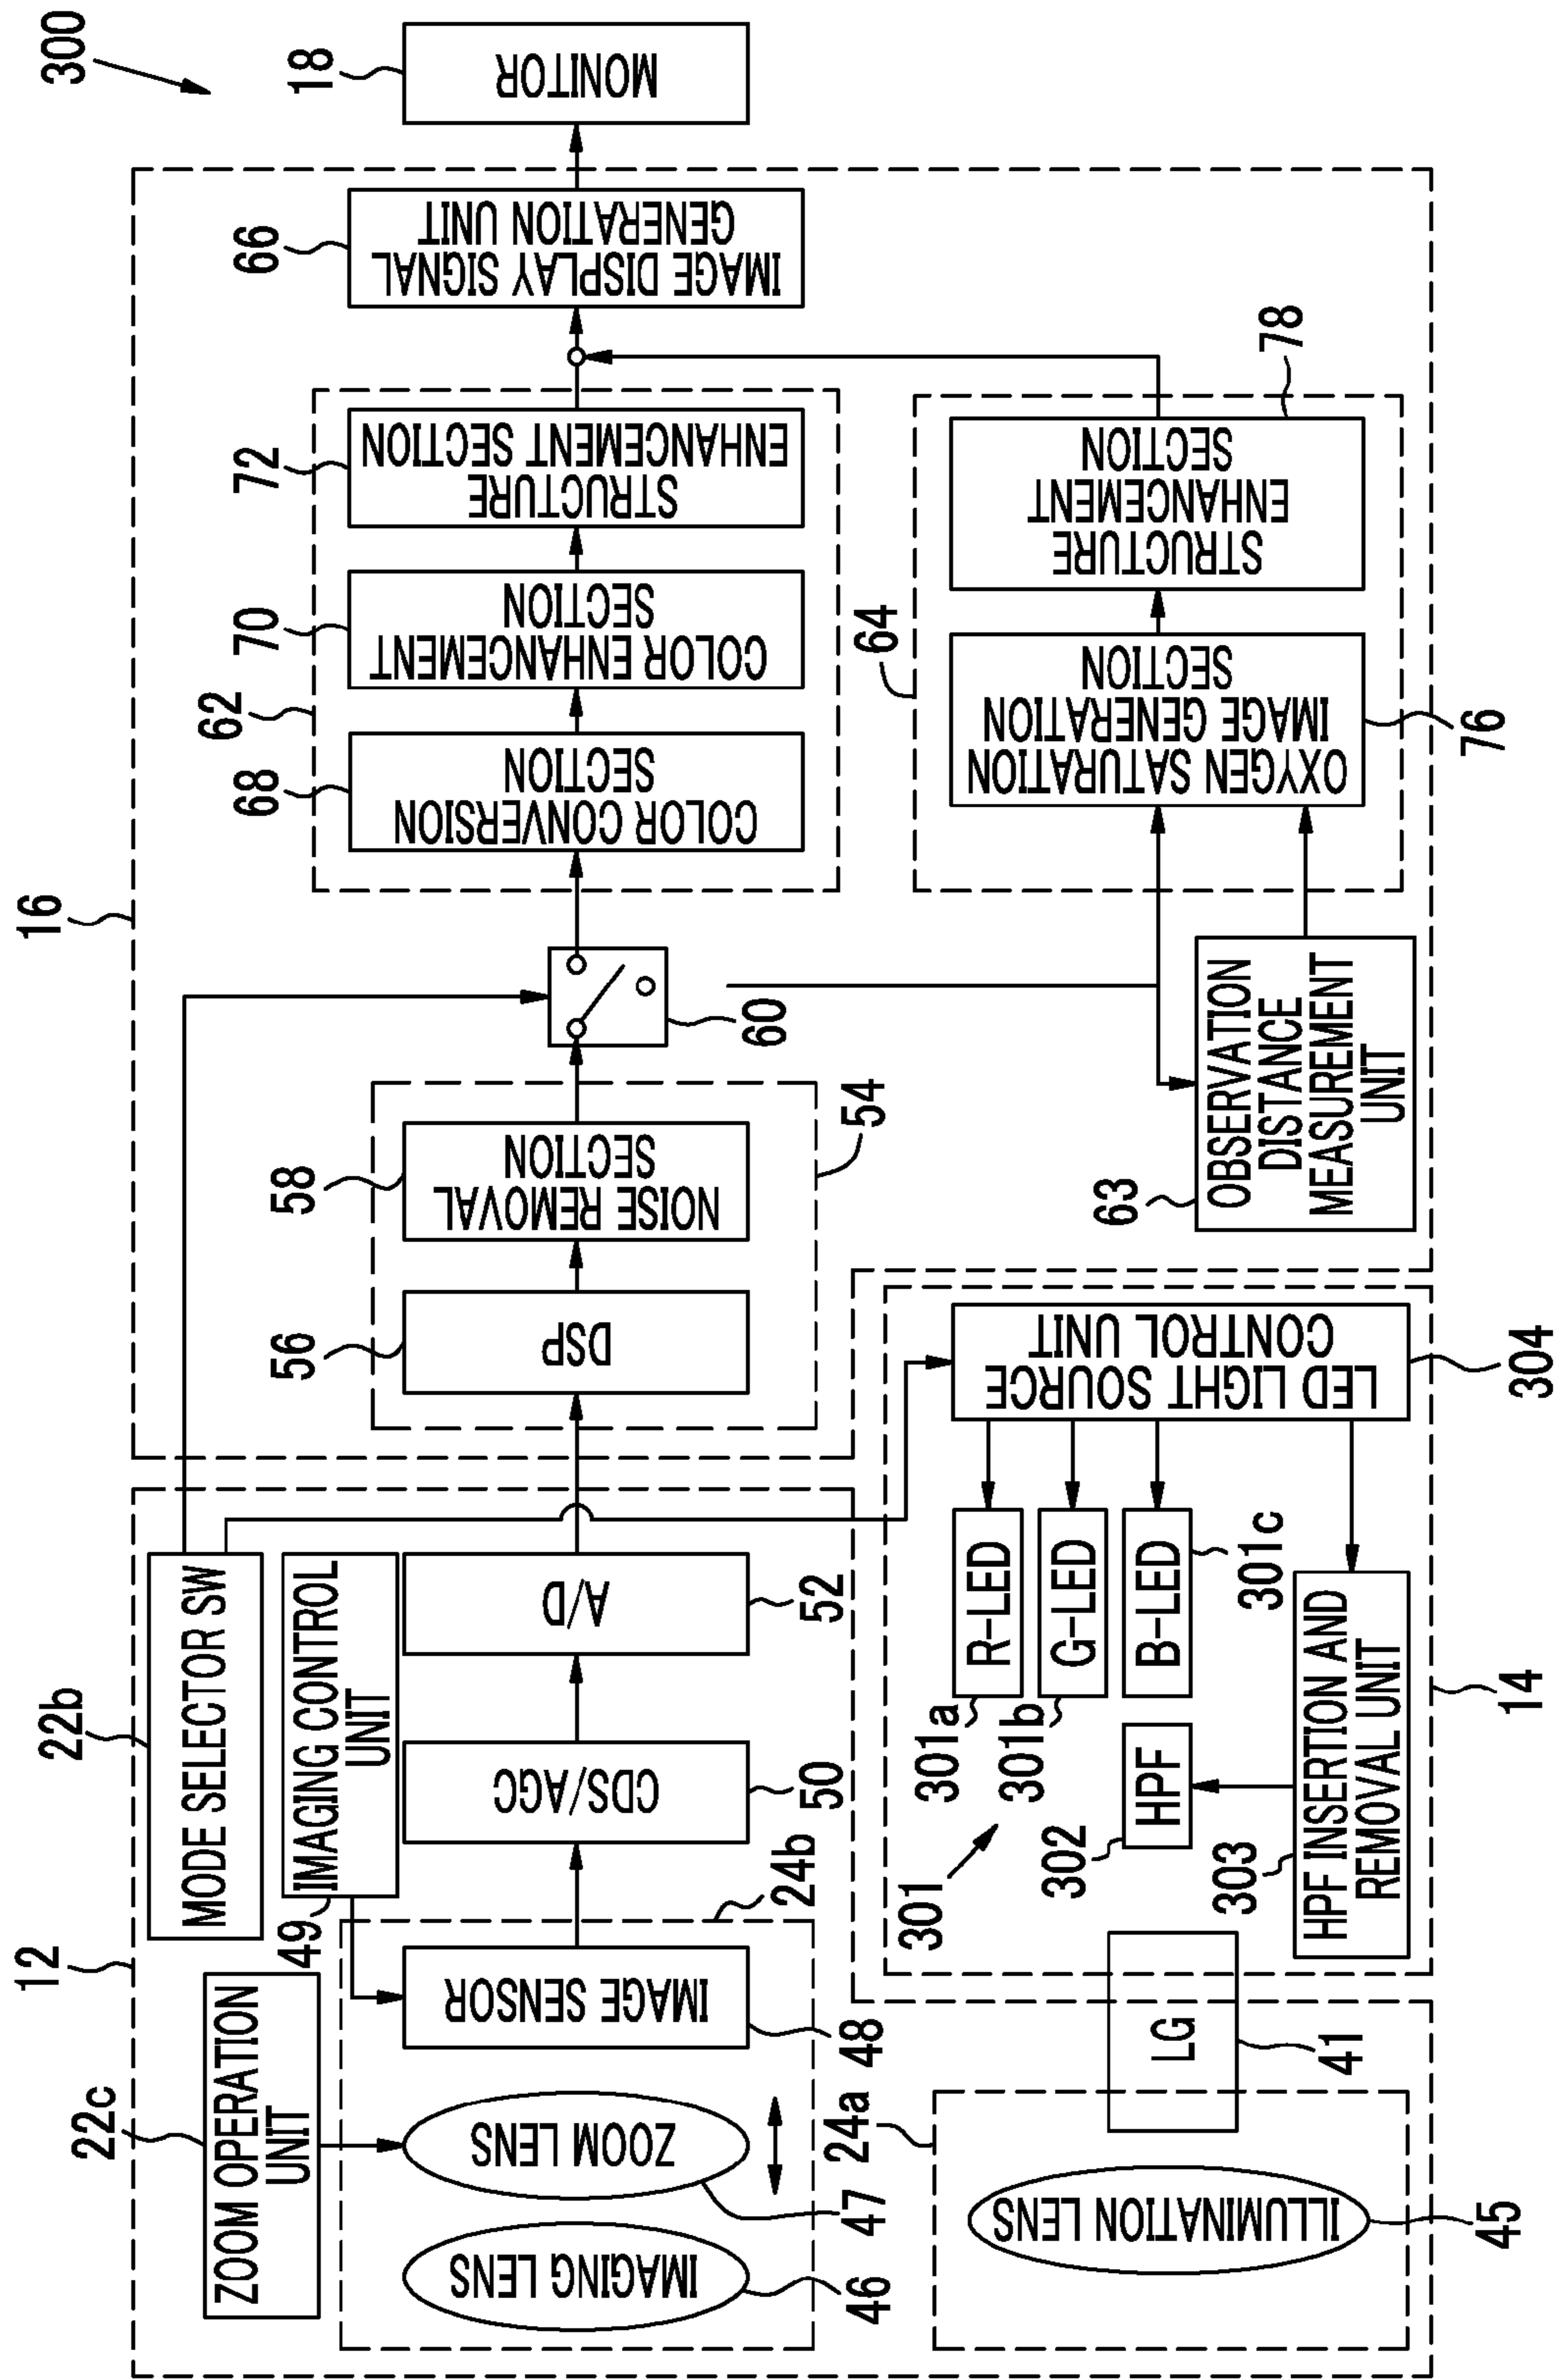 300
12
16
18
MONITOR
22c
ZOOM OPERATION
UNIT
22b
MODE SELECTOR SW
49
IMAGING CONTROL
UNIT
24b
46
IMAGING LENS
47
ZOOM LENS
48
IMAGE SENSOR
50
CDS/AGC
52
A/D
54
56
DSP
58
NOISE REMOVAL
SECTION
60
62
68
COLOR CONVERSION
SECTION
70
COLOR ENHANCEMENT
SECTION
72
STRUCTURE
ENHANCEMENT SECTION
66
IMAGE DISPLAY SIGNAL
GENERATION UNIT
63
OBSERVATION
DISTANCE
MEASUREMENT
UNIT
64
76
OXYGEN SATURATION
IMAGE GENERATION
SECTION
78
STRUCTURE
ENHANCEMENT
SECTION
24a
45
ILLUMINATION LENS
41
LG
14
301
301a
R-LED
301b
G-LED
301c
B-LED
302
HPF
303
HPF INSERTION AND
REMOVAL UNIT
304
LED LIGHT SOURCE
CONTROL UNIT